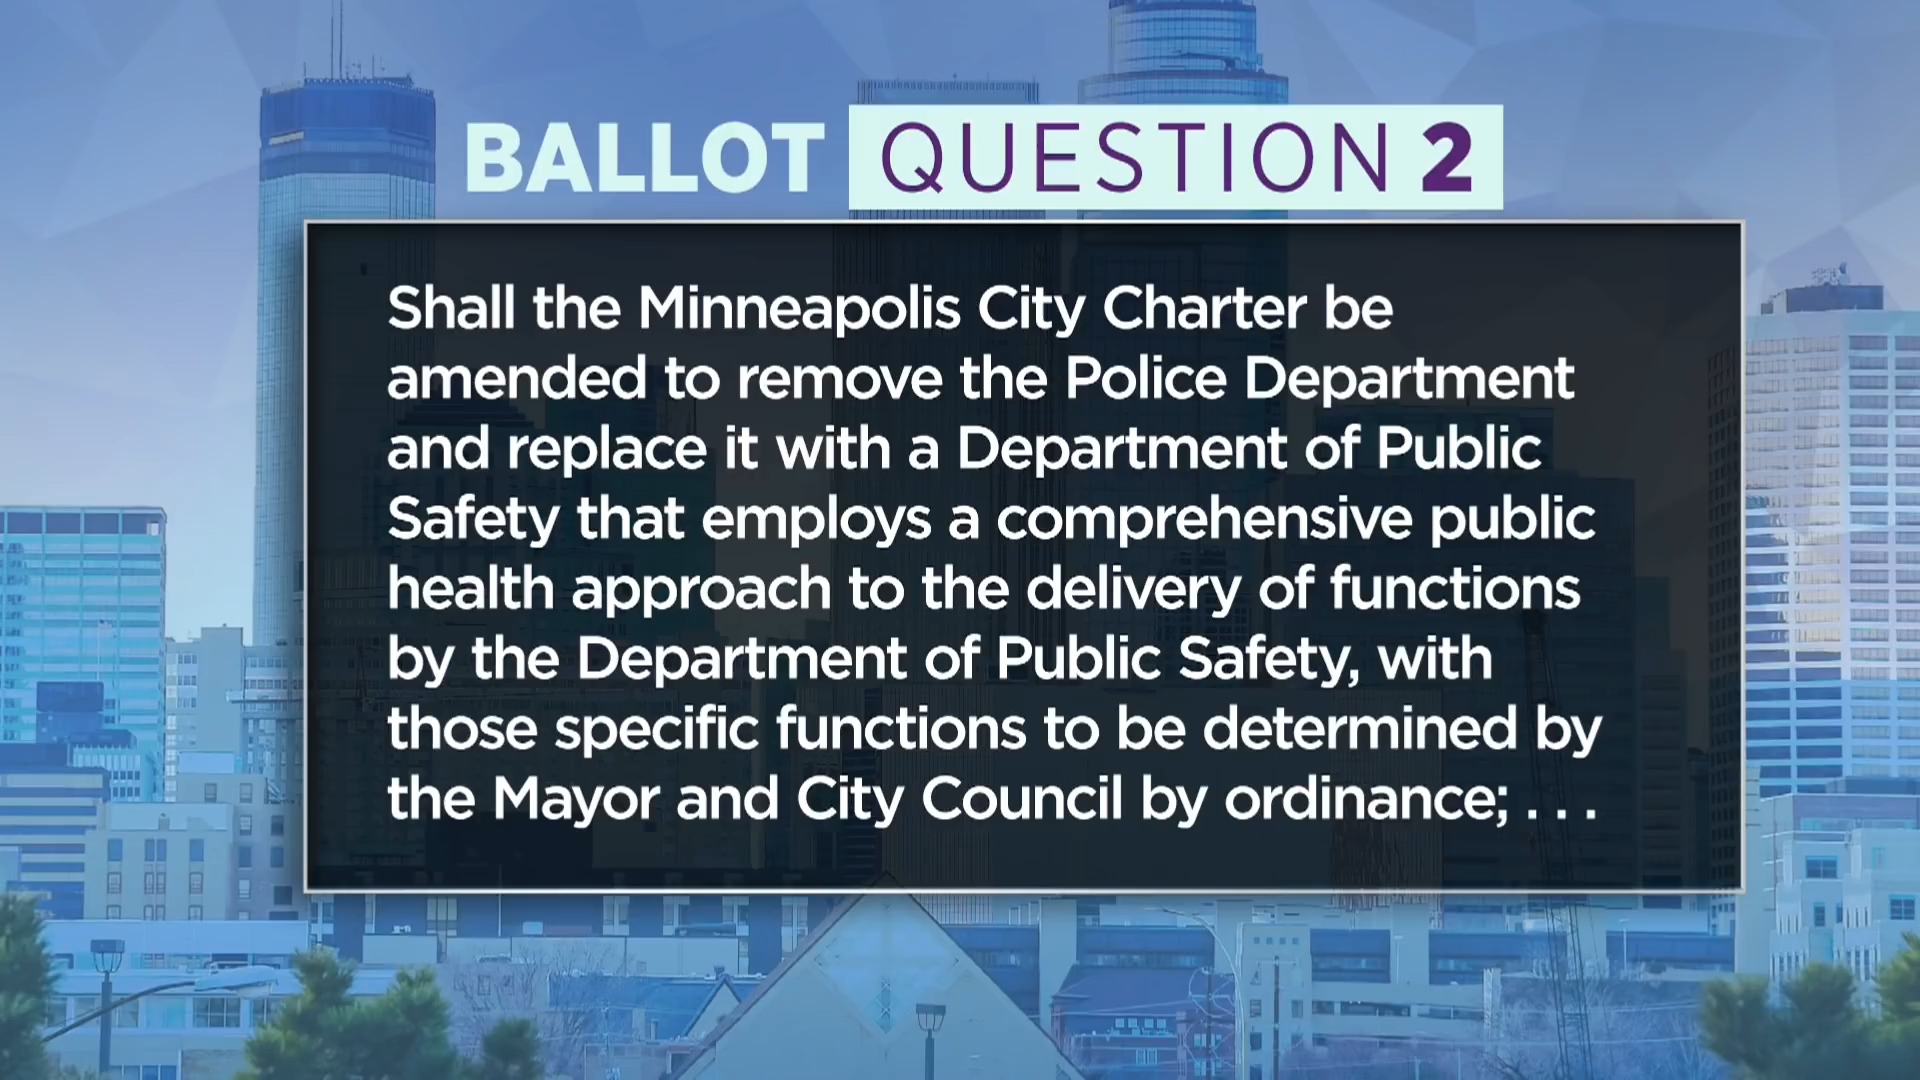 BALLOT QUESTION 2
Shall the Minneapolis City Charter be
amended to remove the Police Department
and replace it with a Department of Public
Safety that employs a comprehensive public
health approach to the delivery of functions
by the Department of Public Safety, with
those specific functions to be determined by
the Mayor and City Council by ordinance; . . .